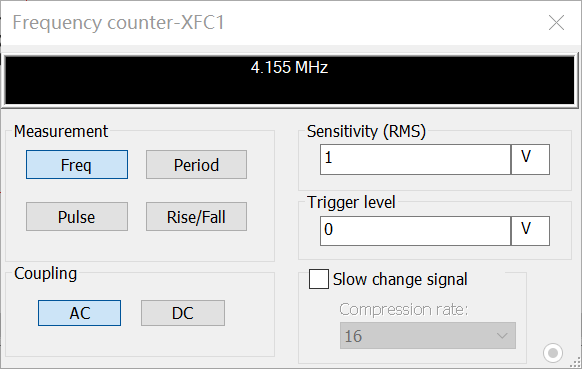 Frequency counter-XFC1
4.155 MHz
Measurement
Freq
Period
Pulse
Rise/Fall
Coupling
AC
DC
Sensitivity (RMS)
1
V
Trigger level
0
V
Slow change signal
Compression rate:
16